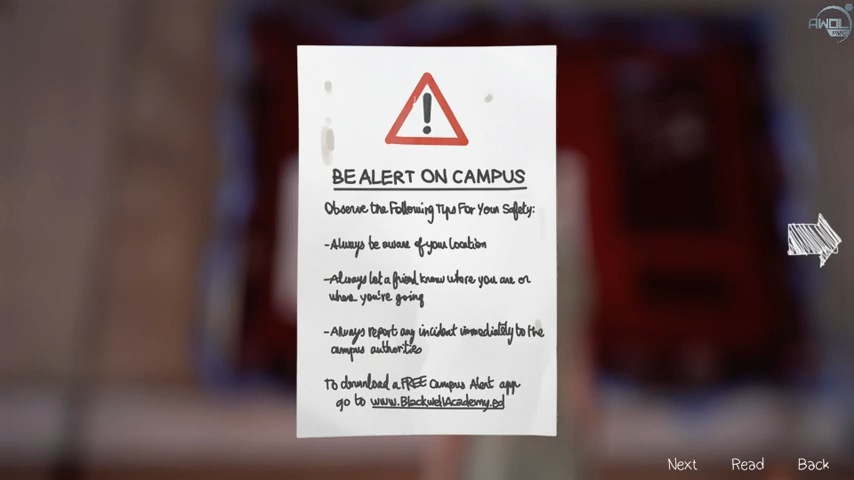 AWOL
!
BE ALERT ON CAMPUS
Observe the Following Tips For Your Safety:
-Always be aware of your location
-Always let a friend know where you are or
where you're going
-Always report any incident immediately to the
campus authorities
To download a FREE Campus Alert app
go to www.BlackwellAcademy.ed
Next Read Back